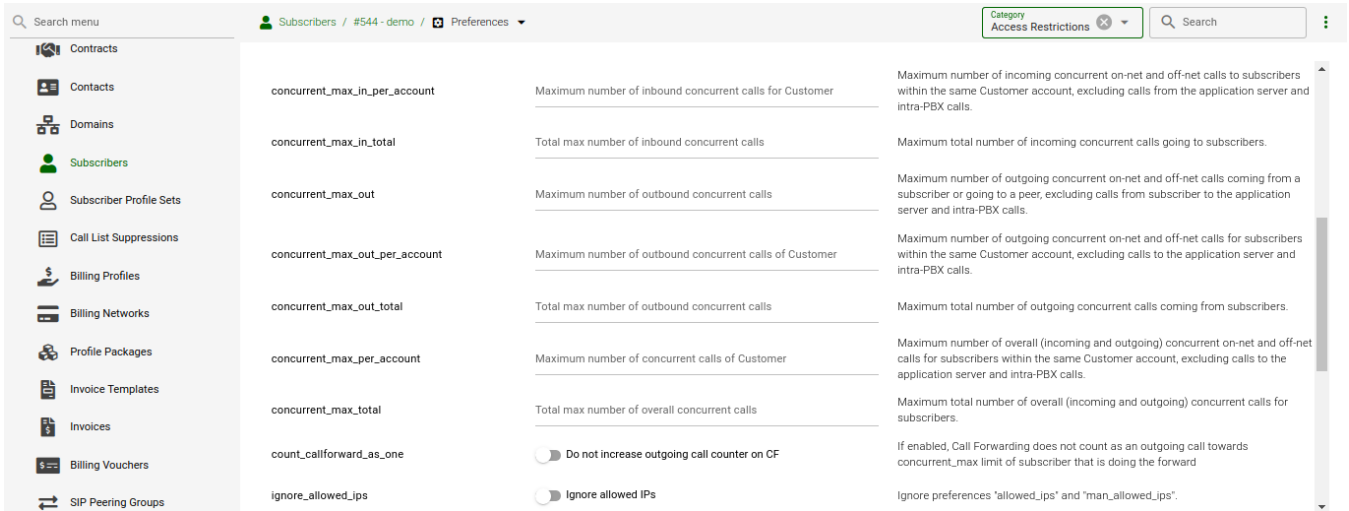 Search menu
Subscribers / #544 - demo / Preferences
Category
Access Restrictions
Search
Contracts
Contacts
Domains
Subscribers
Subscriber Profile Sets
Call List Suppressions
Billing Profiles
Billing Networks
Profile Packages
Invoice Templates
Invoices
Billing Vouchers
SIP Peering Groups
concurrent_max_in_per_account
Maximum number of inbound concurrent calls for Customer
Maximum number of incoming concurrent on-net and off-net calls to subscribers
within the same Customer account, excluding calls from the application server and
intra-PBX calls.
concurrent_max_in_total
Total max number of inbound concurrent calls
Maximum total number of incoming concurrent calls going to subscribers.
concurrent_max_out
Maximum number of outbound concurrent calls
Maximum number of outgoing concurrent on-net and off-net calls coming from a
subscriber or going to a peer, excluding calls from subscriber to the application
server and intra-PBX calls.
concurrent_max_out_per_account
Maximum number of outbound concurrent calls of Customer
Maximum number of outgoing concurrent on-net and off-net calls for subscribers
within the same Customer account, excluding calls to the application server and
intra-PBX calls.
concurrent_max_out_total
Total max number of outbound concurrent calls
Maximum total number of outgoing concurrent calls coming from subscribers.
concurrent_max_per_account
Maximum number of concurrent calls of Customer
Maximum number of overall (incoming and outgoing) concurrent on-net and off-net
calls for subscribers within the same Customer account, excluding calls to the
application server and intra-PBX calls.
concurrent_max_total
Total max number of overall concurrent calls
Maximum total number of overall (incoming and outgoing) concurrent calls for
subscribers.
count_callforward_as_one
Do not increase outgoing call counter on CF
If enabled, Call Forwarding does not count as an outgoing call towards
concurrent_max limit of subscriber that is doing the forward
ignore_allowed_ips
Ignore allowed IPs
Ignore preferences "allowed_ips" and "man_allowed_ips".